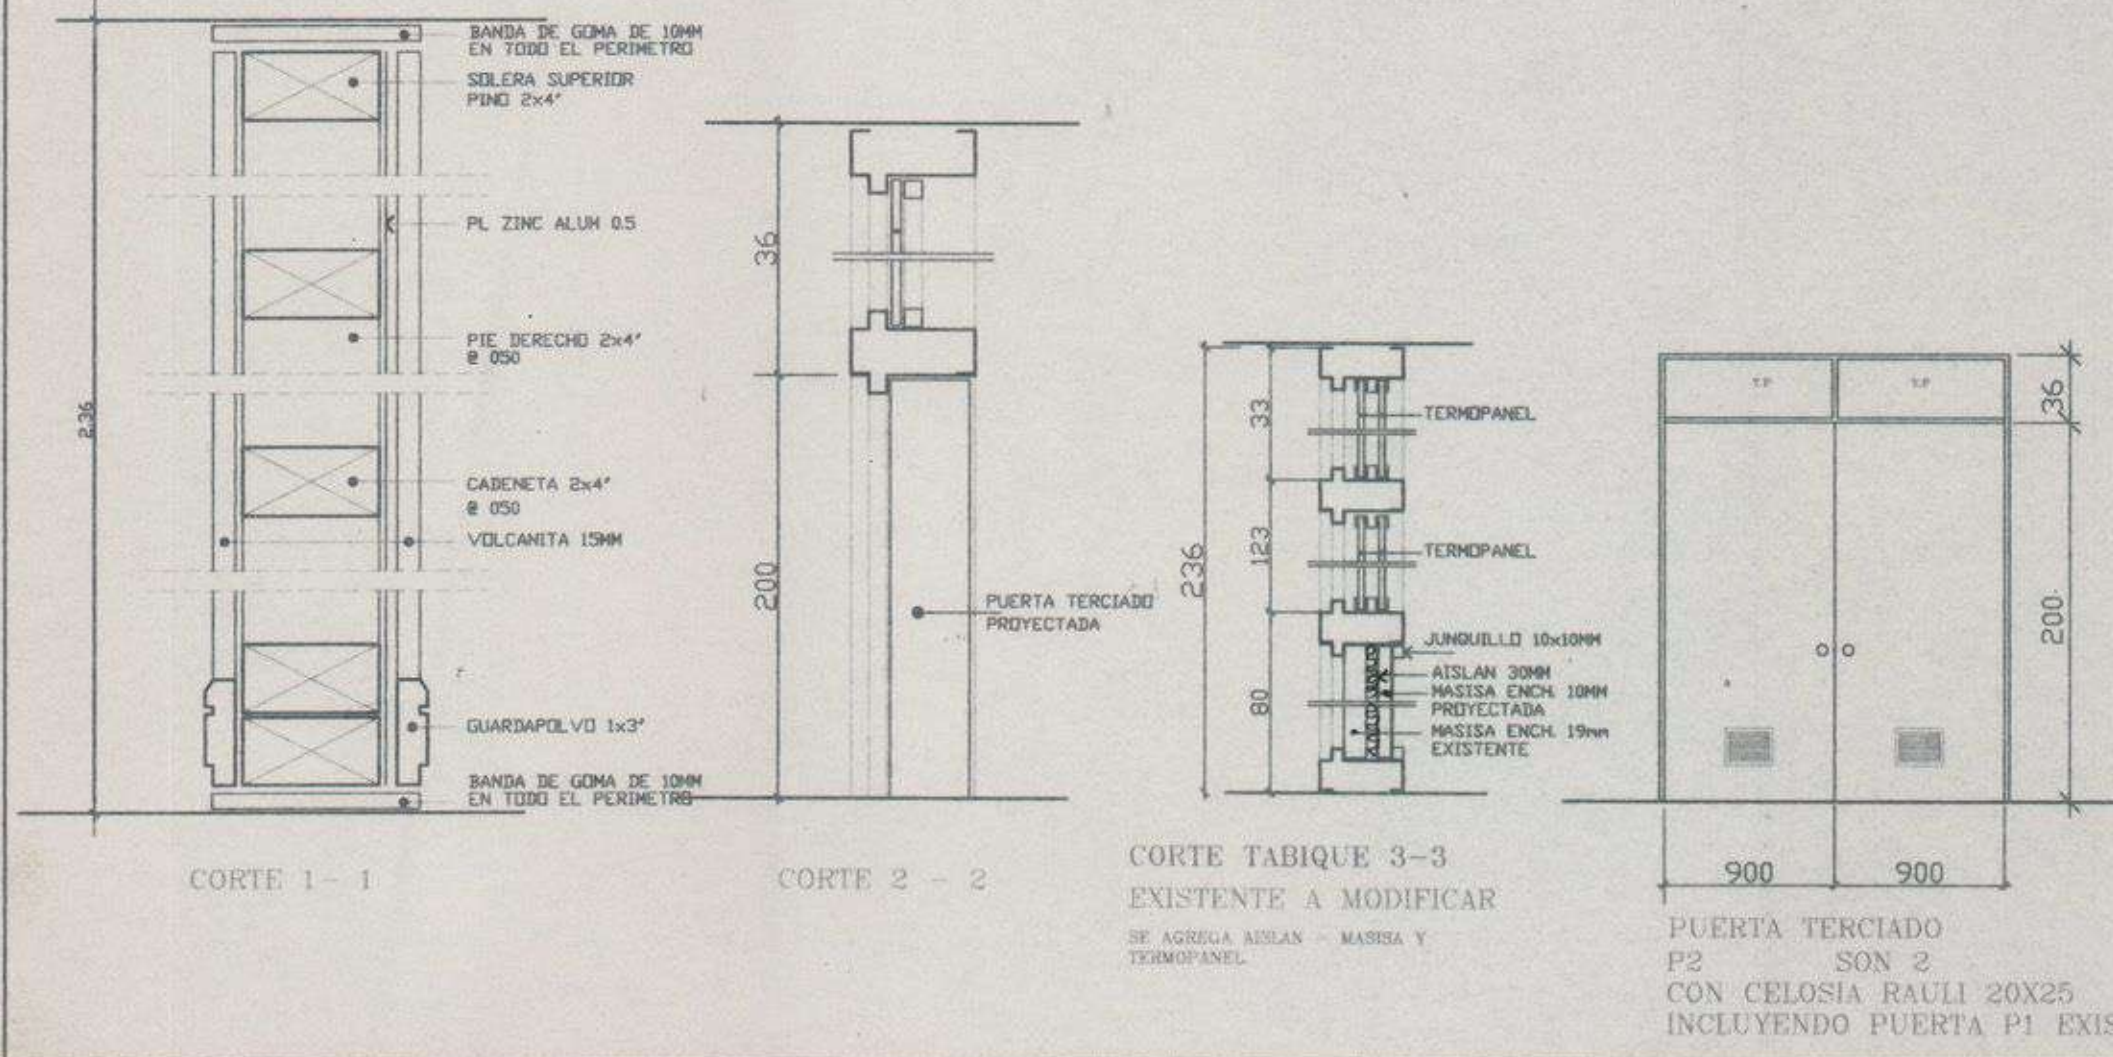 BANDA DE GOMA DE 10MM
EN TODO EL PERIMETRO
SOLERA SUPERIOR
PINO 2x4"
PL ZINC ALUM 0.5
PIE DERECHO 2x4"
@ 050
2.36
CADENETA 2x4"
@ 050
VOLCANITA 15MM
GUARDAPOLVO 1x3"
BANDA DE GOMA DE 10MM
EN TODO EL PERIMETRO
CORTE 1- 1
36
200
PUERTA TERCIADO
PROYECTADA
CORTE 2 - 2
236
33
123
80
TERMOPANEL
TERMOPANEL
JUNQUILLO 10x10MM
AISLAN 30MM
MASISA ENCH. 10MM
PROYECTADA
MASISA ENCH. 19mm
EXISTENTE
CORTE TABIQUE 3-3
EXISTENTE A MODIFICAR
SE AGREGA AISLAN - MASISA Y
TERMOPANEL
36
200
900 900
PUERTA TERCIADO
P2 SON 2
CON CELOSIA RAULI 20X25
INCLUYENDO PUERTA P1 EXIS